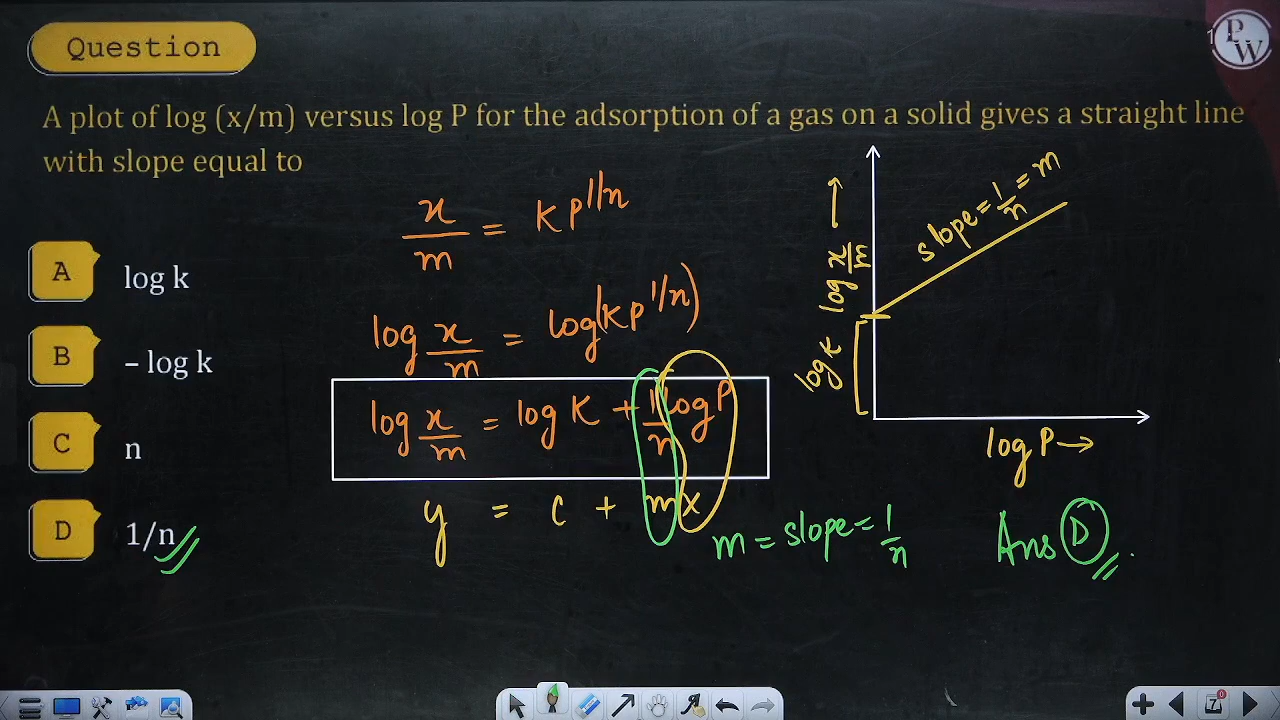 Question
PW
A plot of log (x/m) versus log P for the adsorption of a gas on a solid gives a straight line
with slope equal to
A log k
B – log k
C n
D 1/n
x/m = K P^1/n
log x/m = log(K P^1/n)
log x/m = log K + 1/n log P
y = c + mx
m = slope = 1/n
Ans D
slope = 1/n = m
log x/m →
log K
log P →
7
0